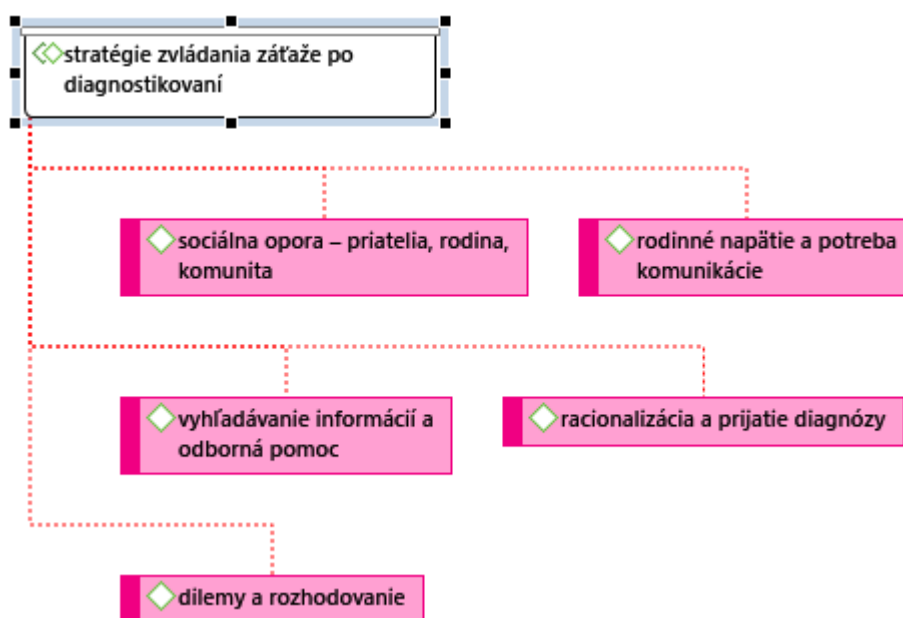 stratégie zvládania záťaže po
diagnostikovaní
sociálna opora – priatelia, rodina,
komunita
rodinné napätie a potreba
komunikácie
vyhľadávanie informácií a
odborná pomoc
racionalizácia a prijatie diagnózy
dilemy a rozhodovanie